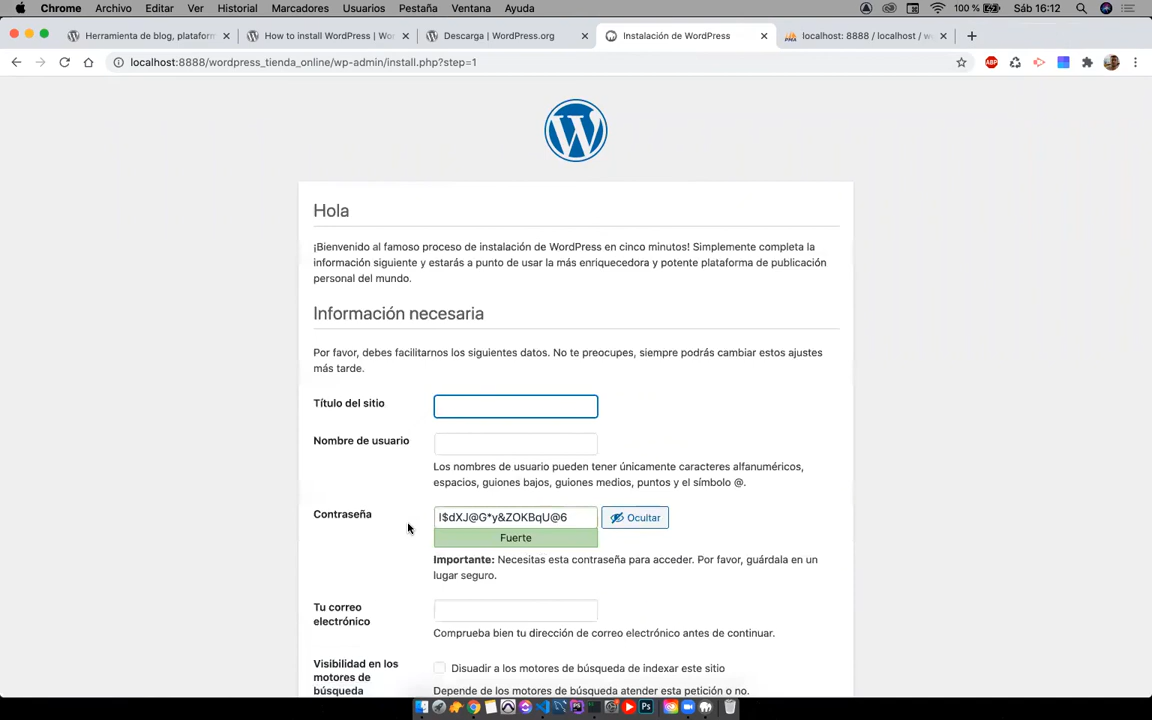 Chrome Archivo Editar Ver Historial Marcadores Usuarios Pestaña Ventana Ayuda 100 % Sáb 16:12
Herramienta de blog, plataform How to install WordPress | Wo Descarga | WordPress.org Instalación de WordPress localhost: 8888 / localhost / w
localhost:8888/wordpress_tienda_online/wp-admin/install.php?step=1
Hola
¡Bienvenido al famoso proceso de instalación de WordPress en cinco minutos! Simplemente completa la
información siguiente y estarás a punto de usar la más enriquecedora y potente plataforma de publicación
personal del mundo.
Información necesaria
Por favor, debes facilitarnos los siguientes datos. No te preocupes, siempre podrás cambiar estos ajustes
más tarde.
Título del sitio
Nombre de usuario
Los nombres de usuario pueden tener únicamente caracteres alfanuméricos,
espacios, guiones bajos, guiones medios, puntos y el símbolo @.
Contraseña
l$dXJ@G*y&ZOKBqU@6 Ocultar
Fuerte
Importante: Necesitas esta contraseña para acceder. Por favor, guárdala en un
lugar seguro.
Tu correo
electrónico
Comprueba bien tu dirección de correo electrónico antes de continuar.
Visibilidad en los
motores de
búsqueda
Disuadir a los motores de búsqueda de indexar este sitio
Depende de los motores de búsqueda atender esta petición o no.